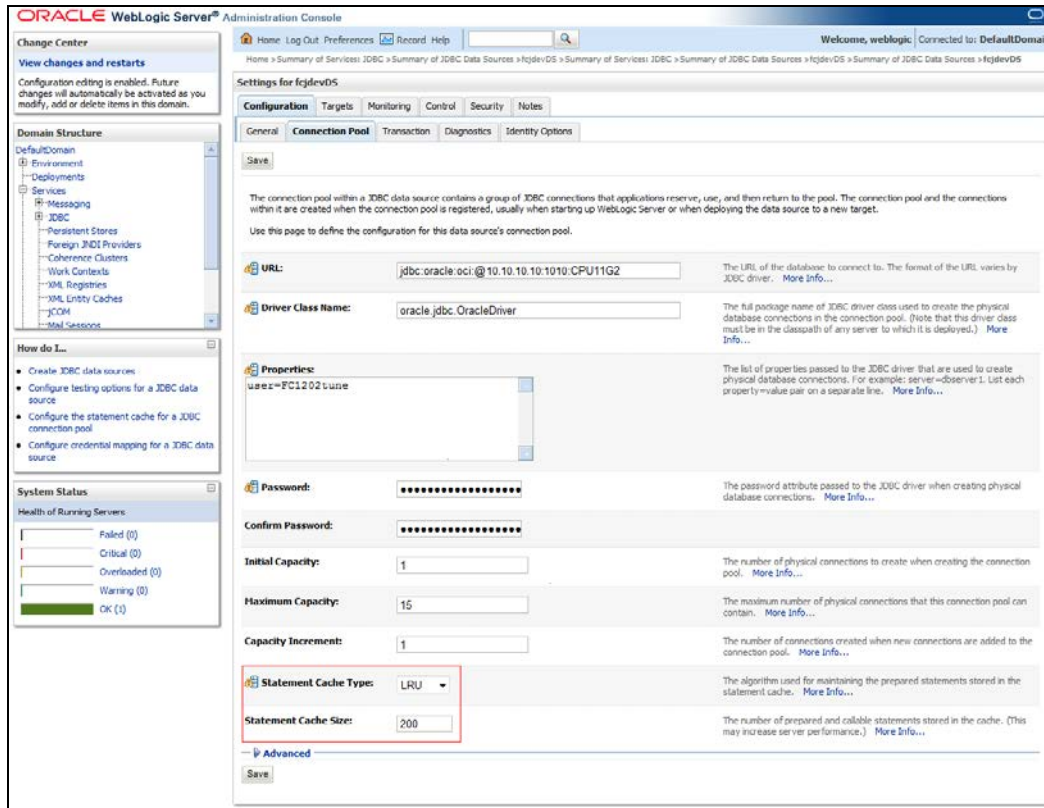 ORACLE WebLogic Server® Administration Console
Change Center
View changes and restarts
Configuration editing is enabled. Future
changes will automatically be activated as you
modify, add or delete items in this domain.
Domain Structure
DefaultDomain
Environment
Deployments
Services
Messaging
JDBC
Persistent Stores
Foreign JNDI Providers
Coherence Clusters
Work Contexts
XML Registries
XML Entity Caches
jCOM
Mail Sessions
How do I...
Create JDBC data sources
Configure testing options for a JDBC data
source
Configure the statement cache for a JDBC
connection pool
Configure credential mapping for a JDBC data
source
System Status
Health of Running Servers
Failed (0)
Critical (0)
Overloaded (0)
Warning (0)
OK (1)
Home Log Out Preferences Record Help
Welcome, weblogic Connected to: DefaultDomai
Home >Summary of Services: JDBC >Summary of JDBC Data Sources >fcjdevDS >Summary of Services: JDBC >Summary of JDBC Data Sources >fcjdevDS >Summary of JDBC Data Sources >fcjdevDS
Settings for fcjdevDS
Configuration Targets Monitoring Control Security Notes
General Connection Pool Transaction Diagnostics Identity Options
Save
The connection pool within a JDBC data source contains a group of JDBC connections that applications reserve, use, and then return to the pool. The connection pool and the connections
within it are created when the connection pool is registered, usually when starting up WebLogic Server or when deploying the data source to a new target.
Use this page to define the configuration for this data source's connection pool.
URL: jdbc:oracle:oci:@10.10.10.10:1010:CPU11G2
The URL of the database to connect to. The format of the URL varies by
JDBC driver. More Info...
Driver Class Name: oracle.jdbc.OracleDriver
The full package name of JDBC driver class used to create the physical
database connections in the connection pool. (Note that this driver class
must be in the classpath of any server to which it is deployed.) More
Info...
Properties:
user=FC1202tune
The list of properties passed to the JDBC driver that are used to create
physical database connections. For example: server=dbserver1. List each
property=value pair on a separate line. More Info...
Password: ••••••••••••••••••
The password attribute passed to the JDBC driver when creating physical
database connections. More Info...
Confirm Password: ••••••••••••••••••
Initial Capacity: 1
The number of physical connections to create when creating the connection
pool. More Info...
Maximum Capacity: 15
The maximum number of physical connections that this connection pool can
contain. More Info...
Capacity Increment: 1
The number of connections created when new connections are added to the
connection pool. More Info...
Statement Cache Type: LRU
The algorithm used for maintaining the prepared statements stored in the
statement cache. More Info...
Statement Cache Size: 200
The number of prepared and callable statements stored in the cache. (This
may increase server performance.) More Info...
Advanced
Save